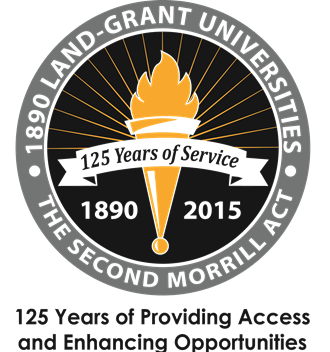 1890 LAND-GRANT UNIVERSITIES
125 Years of Service
1890 2015
THE SECOND MORRILL ACT
125 Years of Providing Access
and Enhancing Opportunities